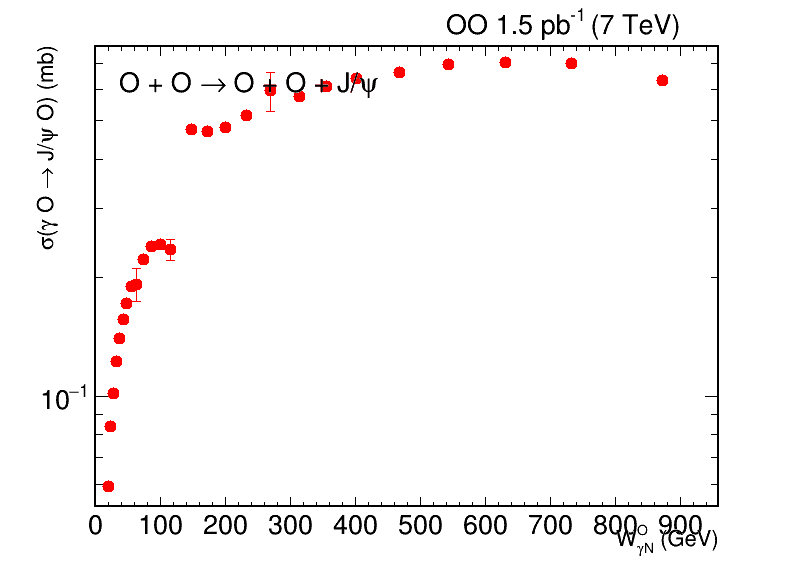 OO 1.5 pb⁻¹ (7 TeV)
O + O → O + O + J/ψ
σ(γ O → J/ψ O) (mb)
10⁻¹
0 100 200 300 400 500 600 700 800 900
W^O_γN (GeV)